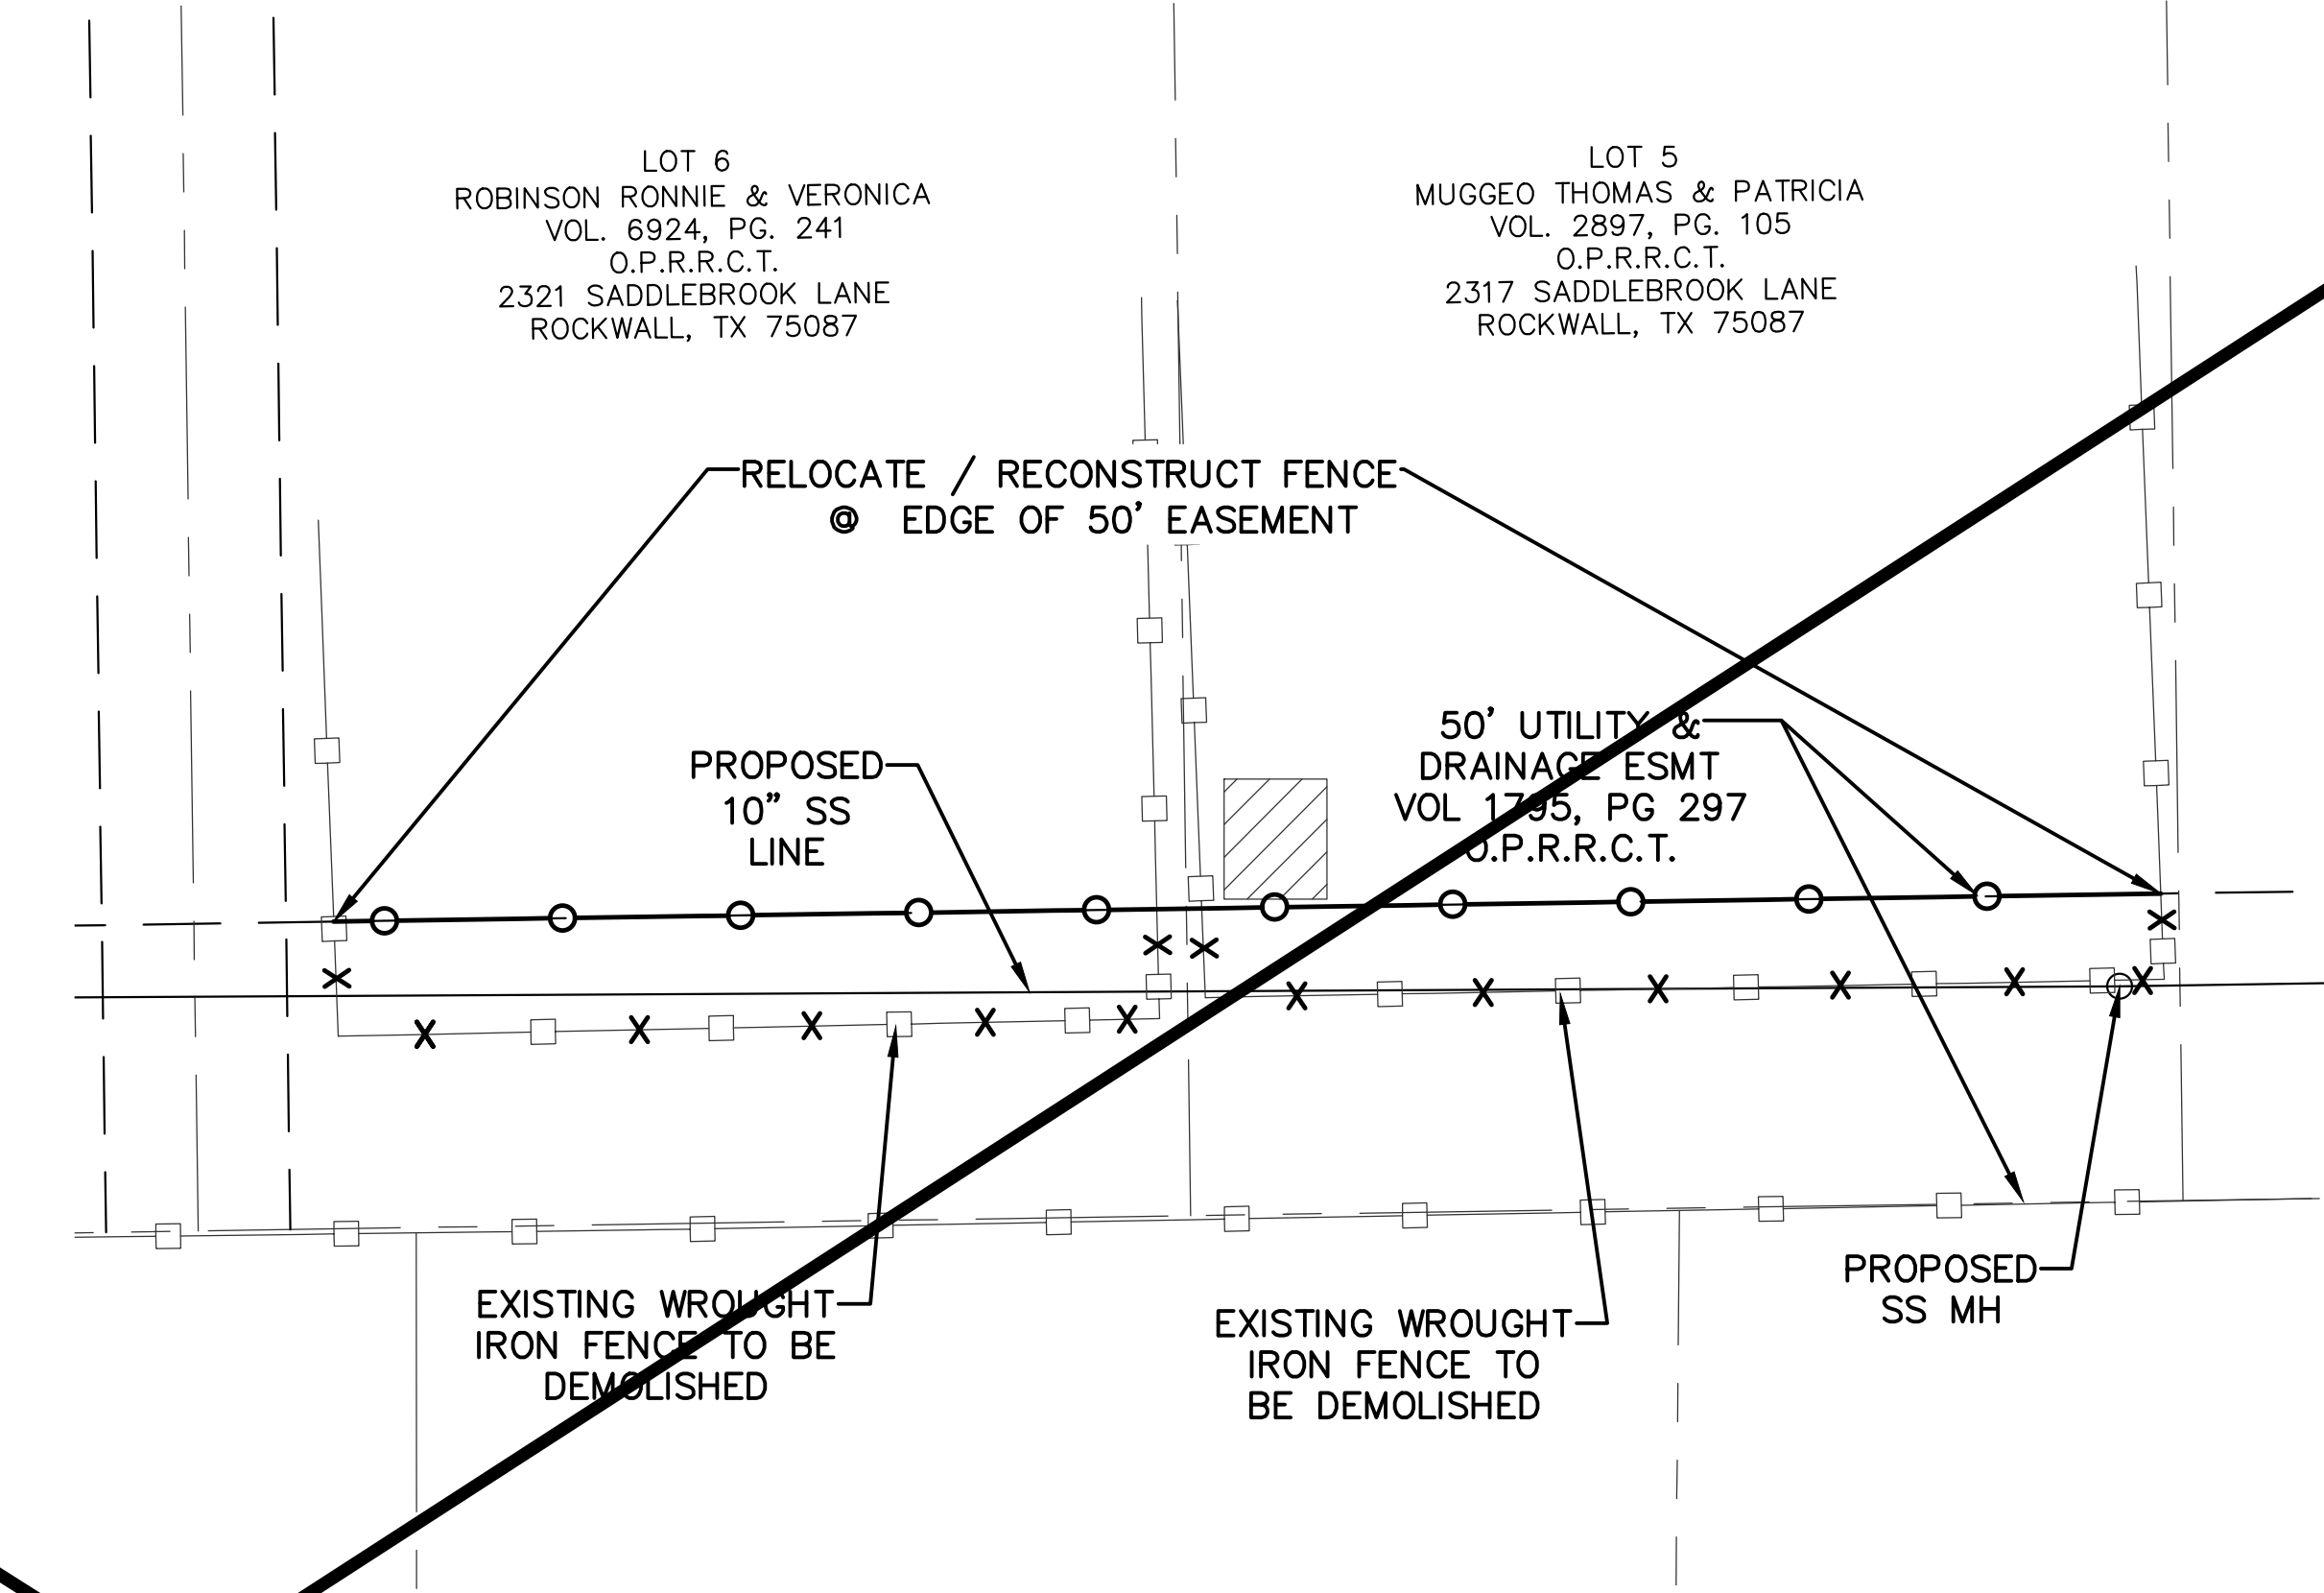 LOT 6
ROBINSON RONNIE & VERONICA
VOL. 6924, PG. 241
O.P.R.R.C.T.
2321 SADDLEBROOK LANE
ROCKWALL, TX 75087
LOT 5
MUGGEO THOMAS & PATRICIA
VOL. 2897, PG. 105
O.P.R.R.C.T.
2317 SADDLEBROOK LANE
ROCKWALL, TX 75087
RELOCATE / RECONSTRUCT FENCE
@ EDGE OF 50' EASEMENT
PROPOSED
10" SS
LINE
50' UTILITY &
DRAINAGE ESMT
VOL 1795, PG 297
O.P.R.R.C.T.
EXISTING WROUGHT
IRON FENCE TO BE
DEMOLISHED
EXISTING WROUGHT
IRON FENCE TO
BE DEMOLISHED
PROPOSED
SS MH